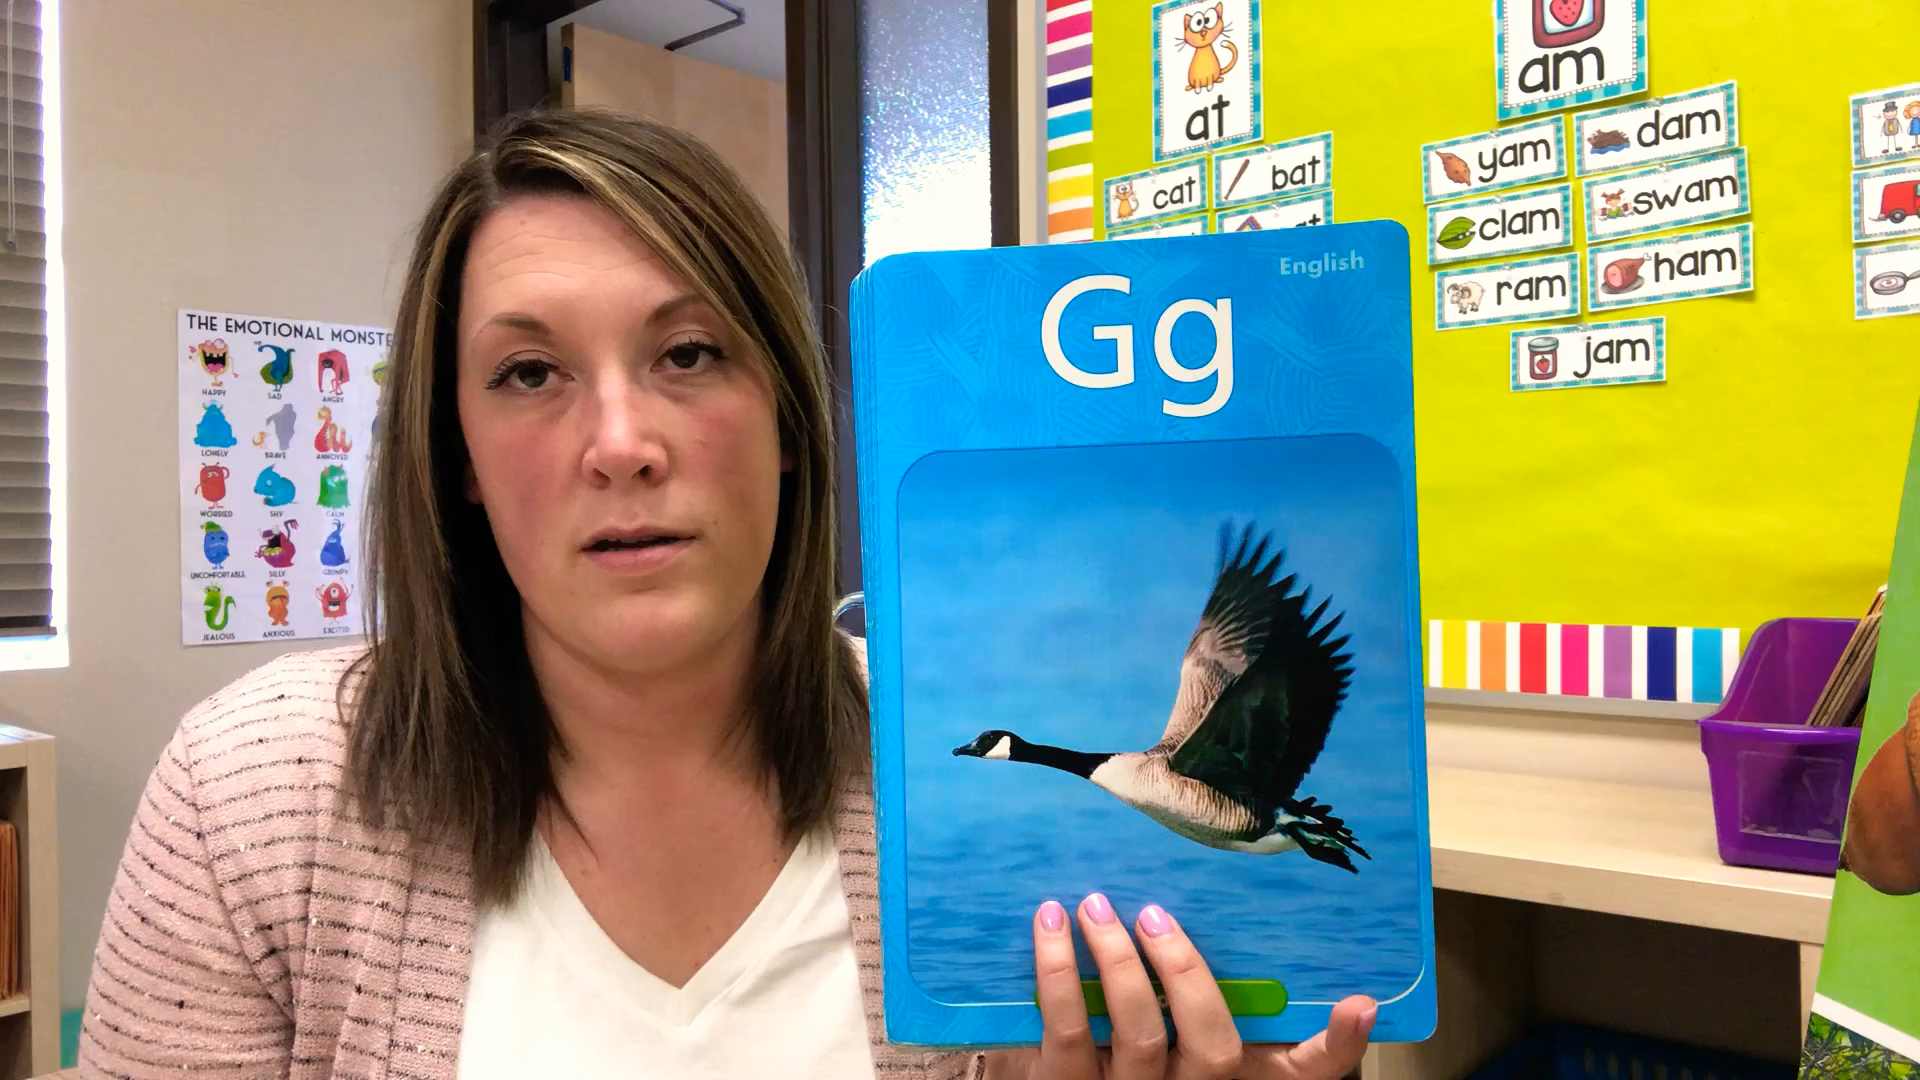 THE EMOTIONAL
HAPPY
SAD
ANGRY
LONELY
BRAVE
ANNOYED
WORRIED
SHY
CALM
UNCOMFORTABLE
SILLY
GRUMPY
JEALOUS
ANXIOUS
EXCITED
English
Gg
at
cat
bat
am
yam
dam
clam
swam
ram
ham
jam